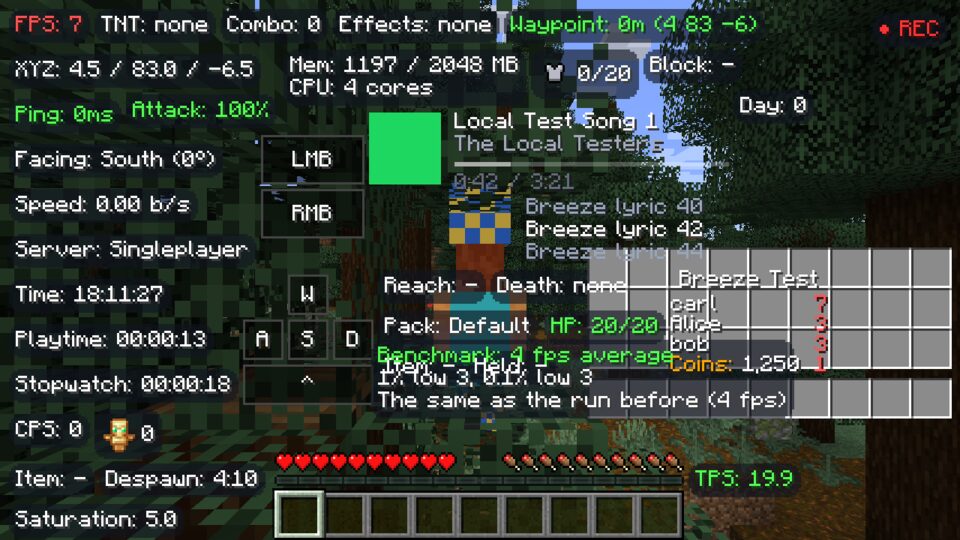 FPS: 7 TNT: none Combo: 0 Effects: none Waypoint: 0m (4 83 -6)
REC
XYZ: 4.5 / 83.0 / -6.5
Mem: 1197 / 2048 MB
CPU: 4 cores
0/20
Block: -
Ping: 0ms
Attack: 100%
Day: 0
Local Test Song 1
The Local Testers
0:42 / 3:21
Facing: South (0°)
LMB
Speed: 0.00 b/s
RMB
Breeze lyric 40
Breeze lyric 42
Breeze lyric 44
Server: Singleplayer
Reach: - Death: none
Breeze Test
Time: 18:11:27
W
carl 7
Alice 3
bob 3
Coins: 1,250 1
Pack: Default HP: 20/20
Playtime: 00:00:13
A S D
Benchmark: 4 fps average
Item: - Held: -
1% low 3, 0.1% low 3
The same as the run before (4 fps)
Stopwatch: 00:00:18
^
CPS: 0
0
Item: - Despawn: 4:10
TPS: 19.9
Saturation: 5.0